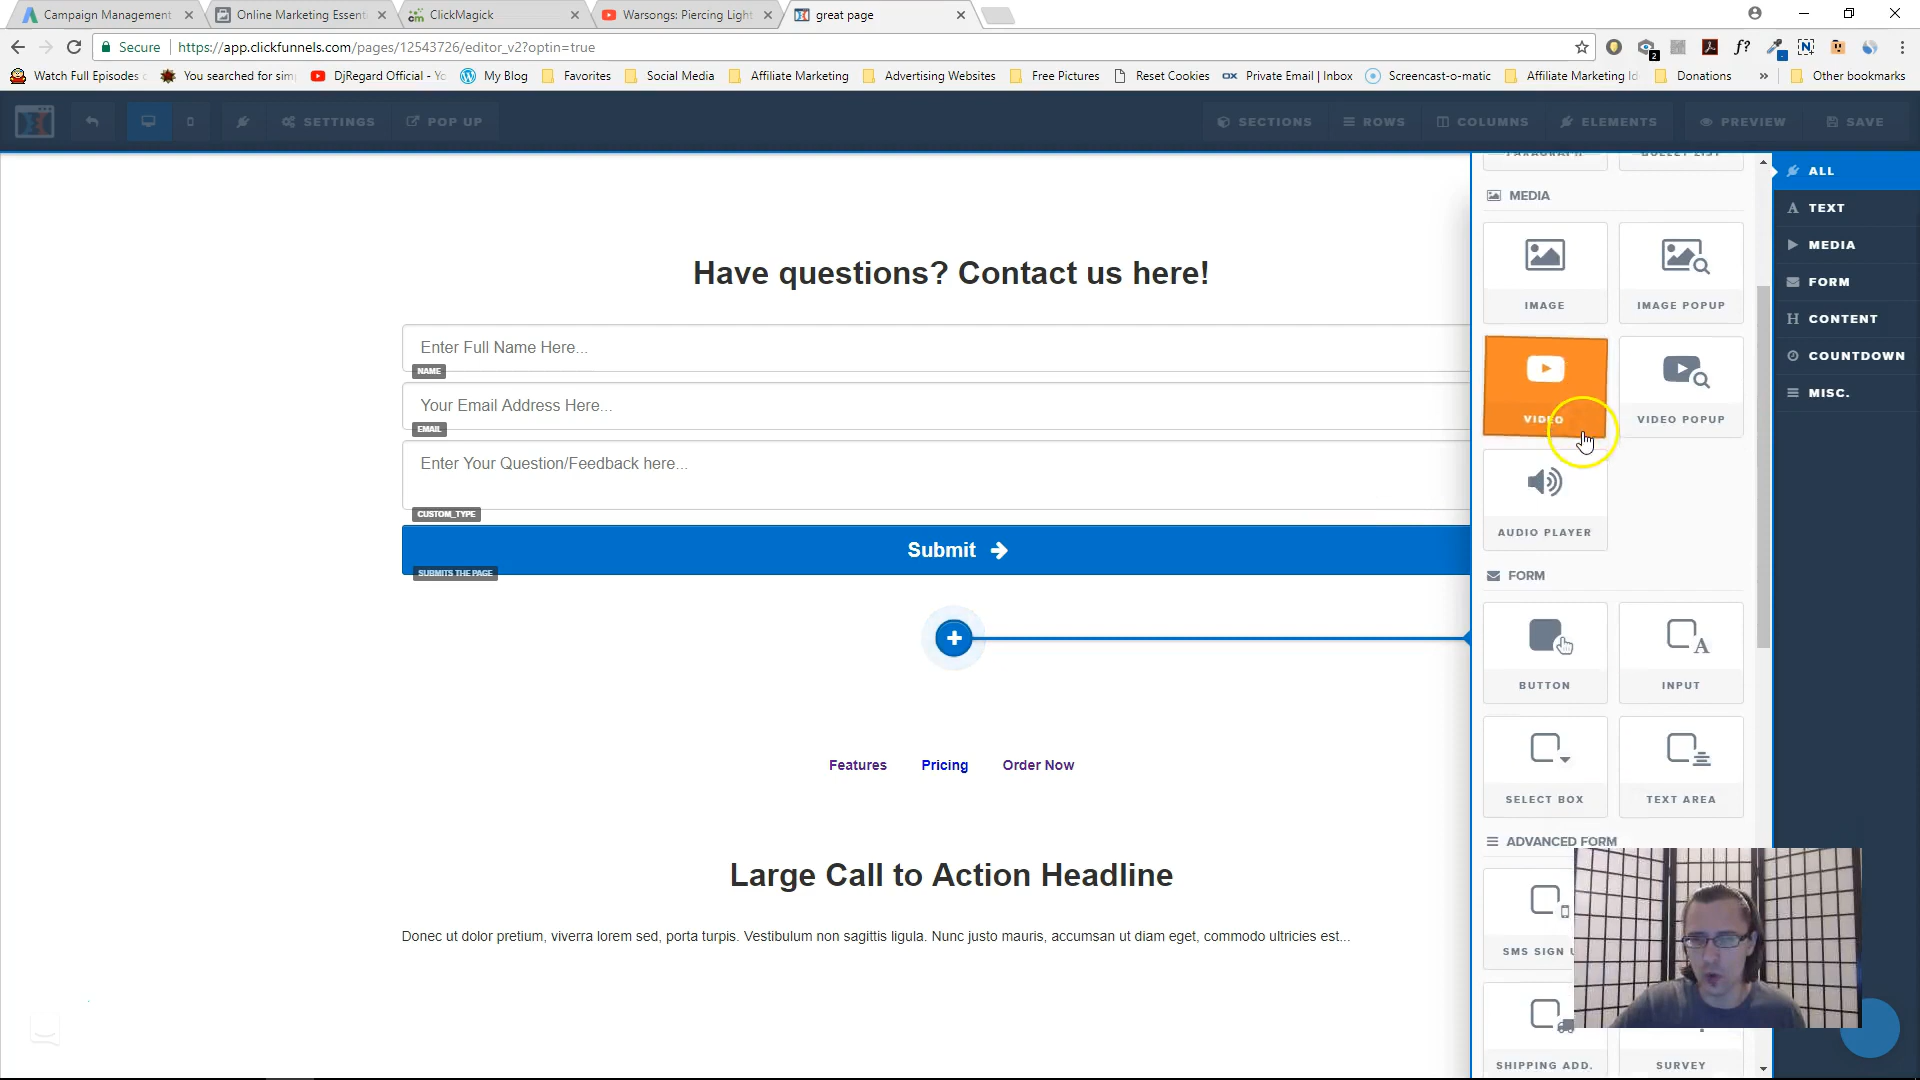 Campaign Management
Online Marketing Essent
ClickMagick
Warsongs: Piercing Light
great page
Secure
https://app.clickfunnels.com/pages/12543726/editor_v2?optin=true
Watch Full Episodes
You searched for sim
DjRegard Official - Yo
My Blog
Favorites
Social Media
Affiliate Marketing
Advertising Websites
Free Pictures
Reset Cookies
Private Email | Inbox
Screencast-o-matic
Affiliate Marketing Id
Donations
»
Other bookmarks
SETTINGS
POP UP
SECTIONS
ROWS
COLUMNS
ELEMENTS
PREVIEW
SAVE
Have questions? Contact us here!
Enter Full Name Here...
NAME
Your Email Address Here...
EMAIL
Enter Your Question/Feedback here...
CUSTOM_TYPE
Submit
SUBMITS THE PAGE
Features
Pricing
Order Now
Large Call to Action Headline
Donec ut dolor pretium, viverra lorem sed, porta turpis. Vestibulum non sagittis ligula. Nunc justo mauris, accumsan ut diam eget, commodo ultricies est...
PARAGRAPH
BULLET LIST
MEDIA
IMAGE
IMAGE POPUP
VIDEO
VIDEO POPUP
AUDIO PLAYER
FORM
BUTTON
INPUT
SELECT BOX
TEXT AREA
ADVANCED FORM
SMS SIGN U
SHIPPING ADD.
SURVEY
ALL
TEXT
MEDIA
FORM
CONTENT
COUNTDOWN
MISC.